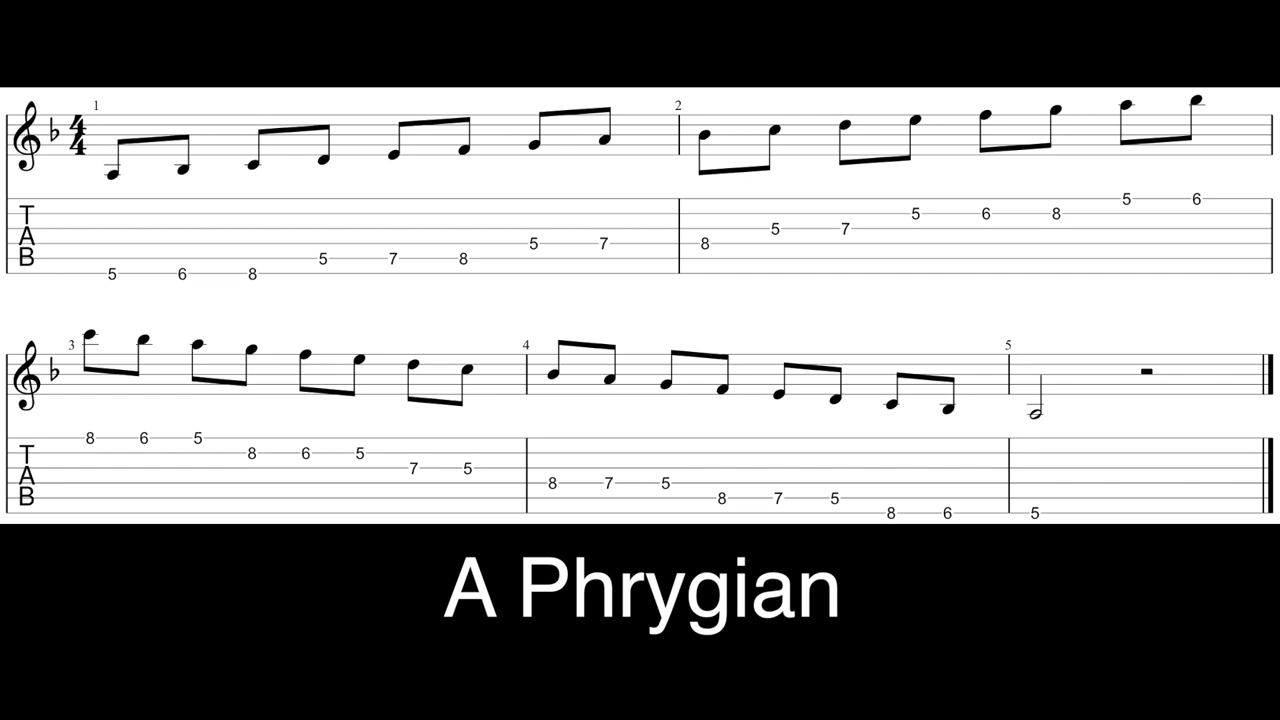 1 2
4
4
T 5 6
5 6 8
A 5 7
5 7 8
B 5 7 8
5 6 8
3 4 5
8 6 5
T 8 6 5
7 5
A 8 7 5
B 8 7 5
8 6 5
A Phrygian